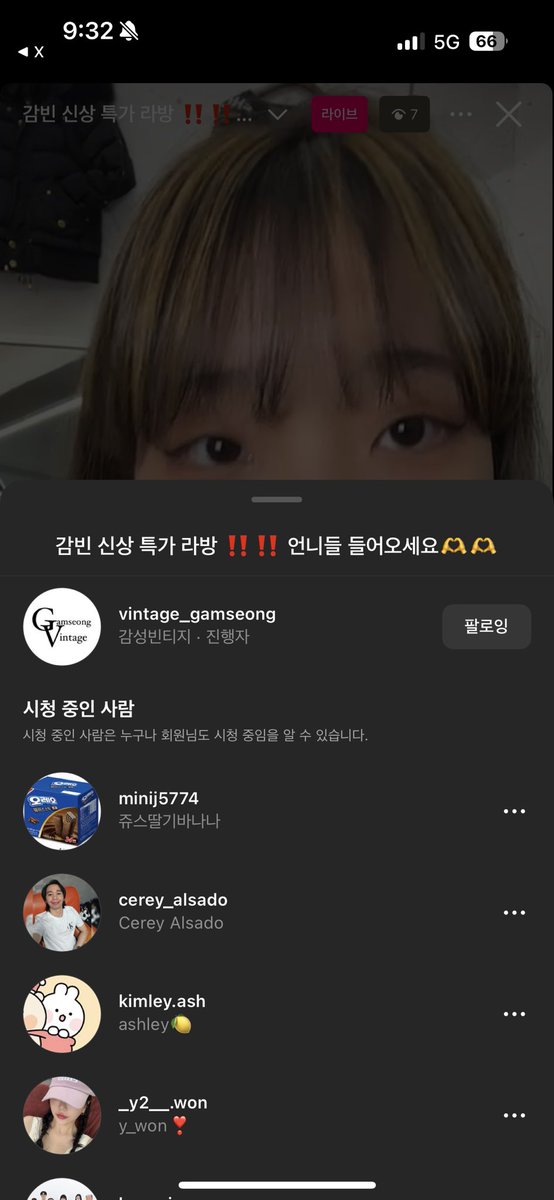 9:32
5G 66
◀ X
감빈 신상 특가 라방 ‼️ ‼️...
라이브
7
감빈 신상 특가 라방 ‼️ ‼️ 언니들 들어오세요🫶🫶
Gamseong
Vintage
vintage_gamseong
감성빈티지 · 진행자
팔로잉
시청 중인 사람
시청 중인 사람은 누구나 회원님도 시청 중임을 알 수 있습니다.
오레오
minij5774
쥬스딸기바나나
cerey_alsado
Cerey Alsado
kimley.ash
ashley🍋
_y2__.won
y_won❣️